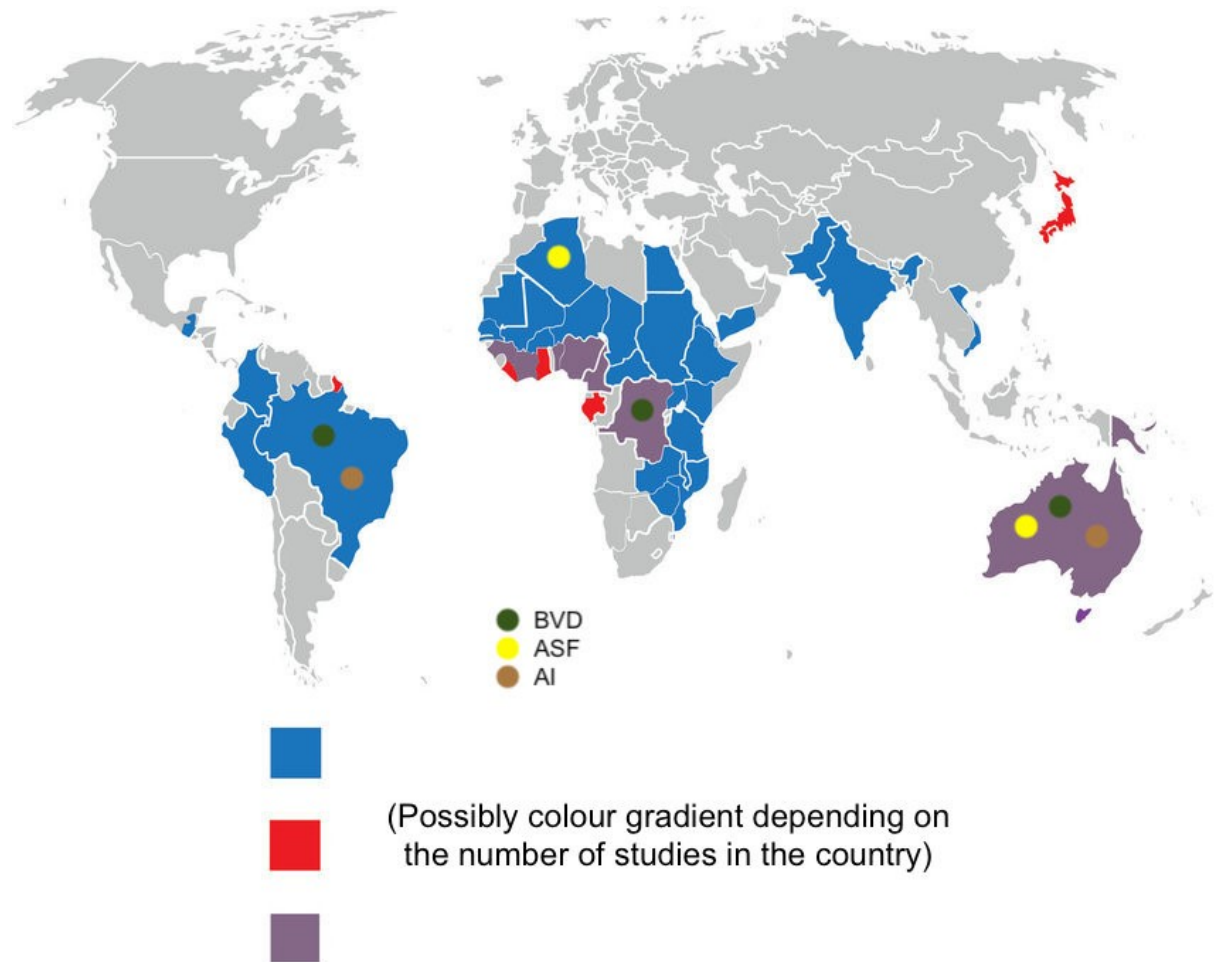 BVD
ASF
AI
(Possibly colour gradient depending on
the number of studies in the country)